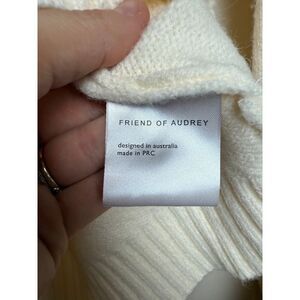 FRIEND OF AUDREY
designed in australia
made in PRC